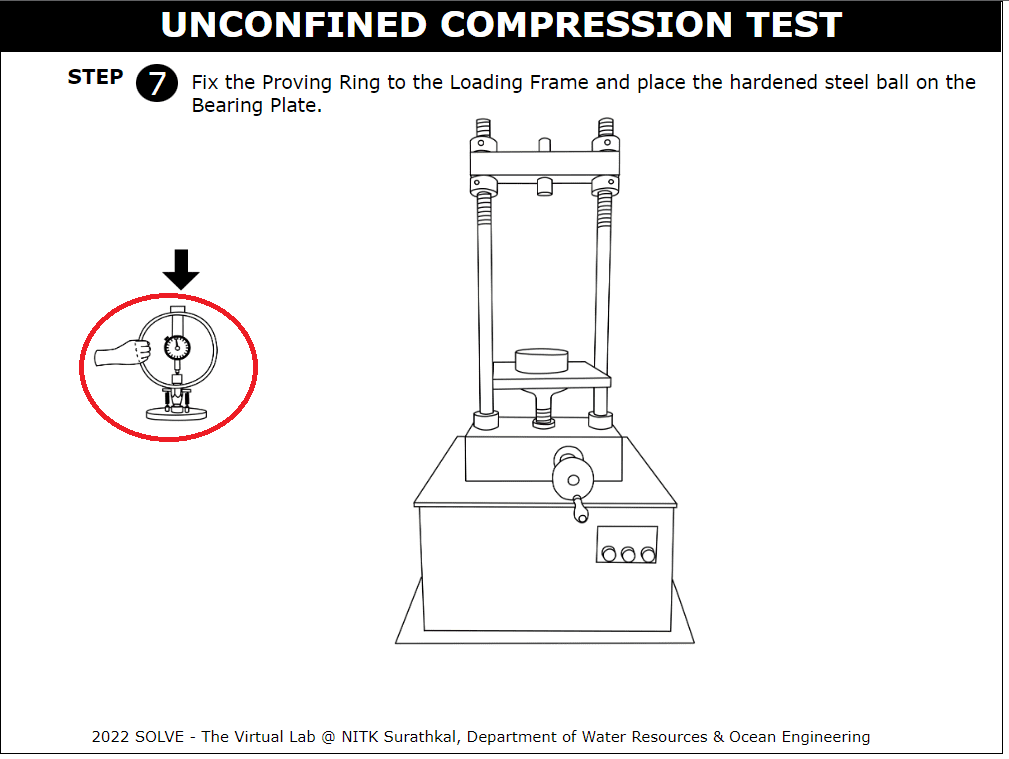 UNCONFINED COMPRESSION TEST
STEP 7 Fix the Proving Ring to the Loading Frame and place the hardened steel ball on the
Bearing Plate.
2022 SOLVE - The Virtual Lab @ NITK Surathkal, Department of Water Resources & Ocean Engineering